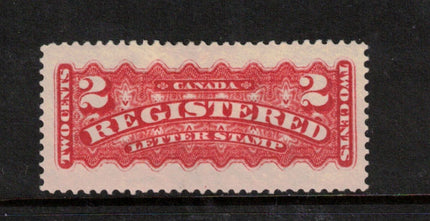 CANADA
2 REGISTERED 2
LETTER STAMP
TWO CENTS
TWO CENTS